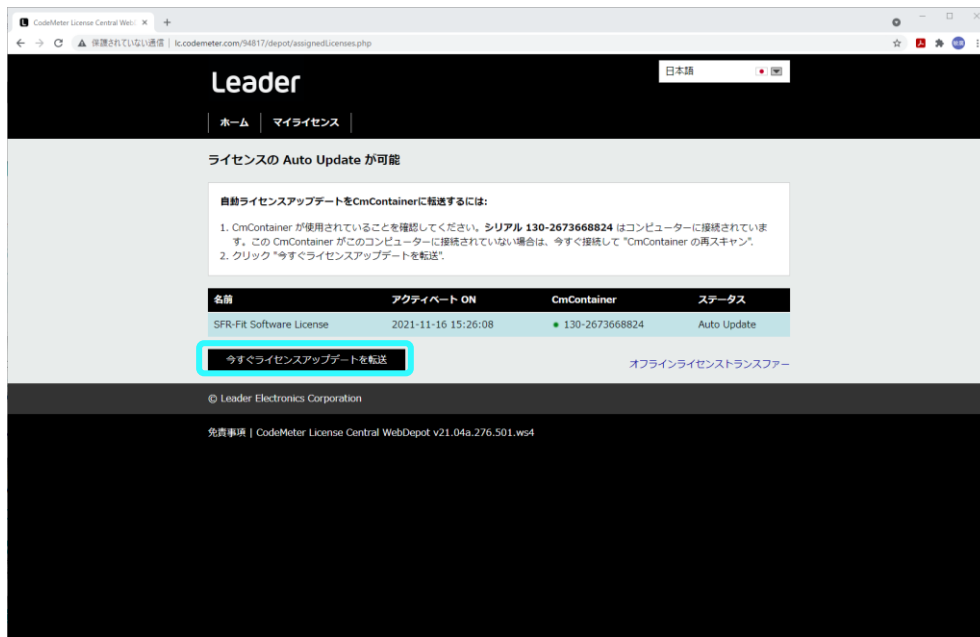 CodeMeter License Central Web
保護されていない通信 | lc.codemeter.com/94817/depot/assignedLicenses.php
Leader
日本語
ホーム
マイライセンス
ライセンスの Auto Update が可能
自動ライセンスアップデートをCmContainerに転送するには:
1. CmContainer が使用されていることを確認してください。シリアル 130-2673668824 はコンピューターに接続されていま
す。この CmContainer がこのコンピューターに接続されていない場合は、今すぐ接続して "CmContainer の再スキャン".
2. クリック "今すぐライセンスアップデートを転送".
名前 アクティベート ON CmContainer ステータス
SFR-Fit Software License 2021-11-16 15:26:08 130-2673668824 Auto Update
今すぐライセンスアップデートを転送
オフラインライセンストランスファー
© Leader Electronics Corporation
免責事項 | CodeMeter License Central WebDepot v21.04a.276.501.ws4